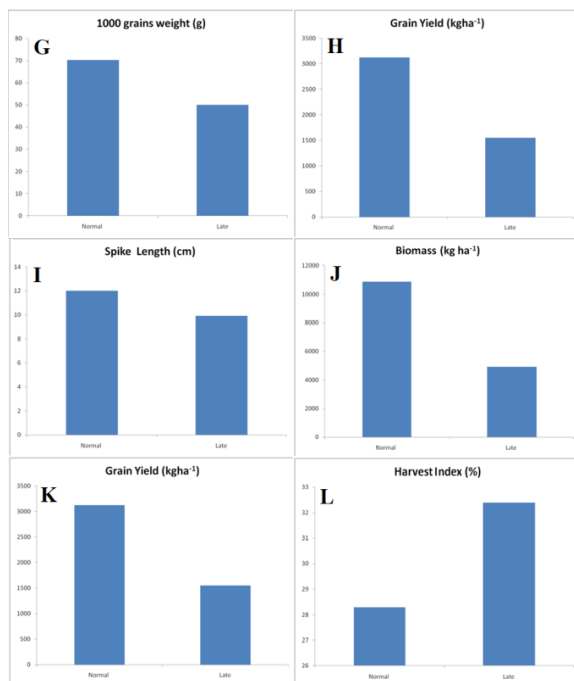 1000 grains weight (g)
G
80
70
60
50
40
30
20
10
0
Normal Late
Grain Yield (kgha⁻¹)
H
3500
3000
2500
2000
1500
1000
500
0
Normal Late
Spike Length (cm)
I
14
12
10
8
6
4
2
0
Normal Late
Biomass (kg ha⁻¹)
J
12000
10000
8000
6000
4000
2000
0
Normal Late
Grain Yield (kgha⁻¹)
K
3500
3000
2500
2000
1500
1000
500
0
Normal Late
Harvest Index (%)
L
33
32
31
30
29
28
27
26
Normal Late